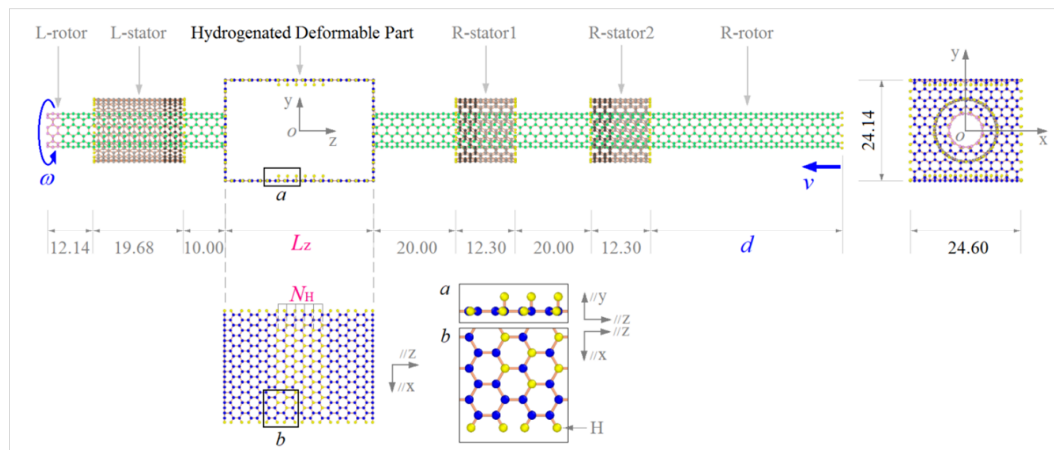 L-rotor L-stator Hydrogenated Deformable Part R-stator1 R-stator2 R-rotor
y
y
o z
o x
24.14
ω
a
v
12.14 19.68 10.00 Lz 20.00 12.30 20.00 12.30 d
24.60
NH
a
//y
//z
b
//z
//x
//z
//x
b
H